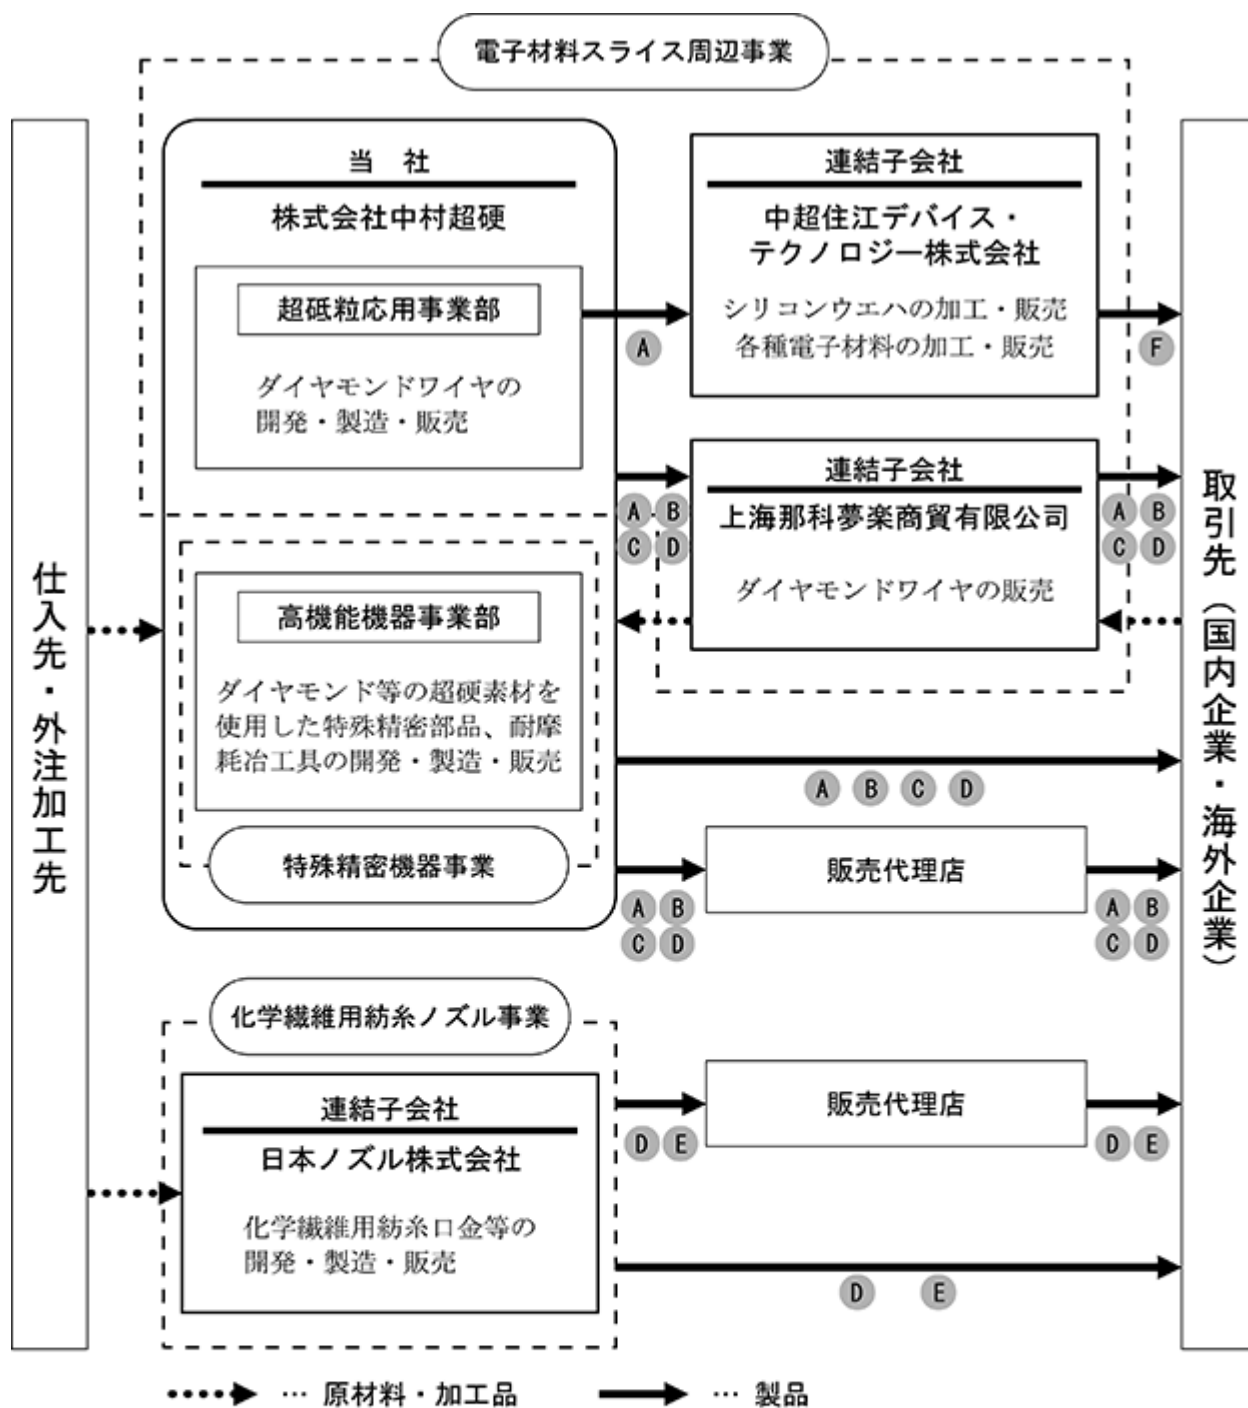 電子材料スライス周辺事業
仕入先・外注加工先
当 社
株式会社中村超硬
超砥粒応用事業部
ダイヤモンドワイヤの
開発・製造・販売
A
連結子会社
中超住江デバイス・
テクノロジー株式会社
シリコンウエハの加工・販売
各種電子材料の加工・販売
F
A B
C D
連結子会社
上海那科夢楽商貿有限公司
ダイヤモンドワイヤの販売
A B
C D
高機能機器事業部
ダイヤモンド等の超硬素材を
使用した特殊精密部品、耐摩
耗冶工具の開発・製造・販売
特殊精密機器事業
A B C D
A B
C D
販売代理店
A B
C D
化学繊維用紡糸ノズル事業
連結子会社
日本ノズル株式会社
化学繊維用紡糸口金等の
開発・製造・販売
D E
販売代理店
D E
D E
取引先（国内企業・海外企業）
… 原材料・加工品
… 製品